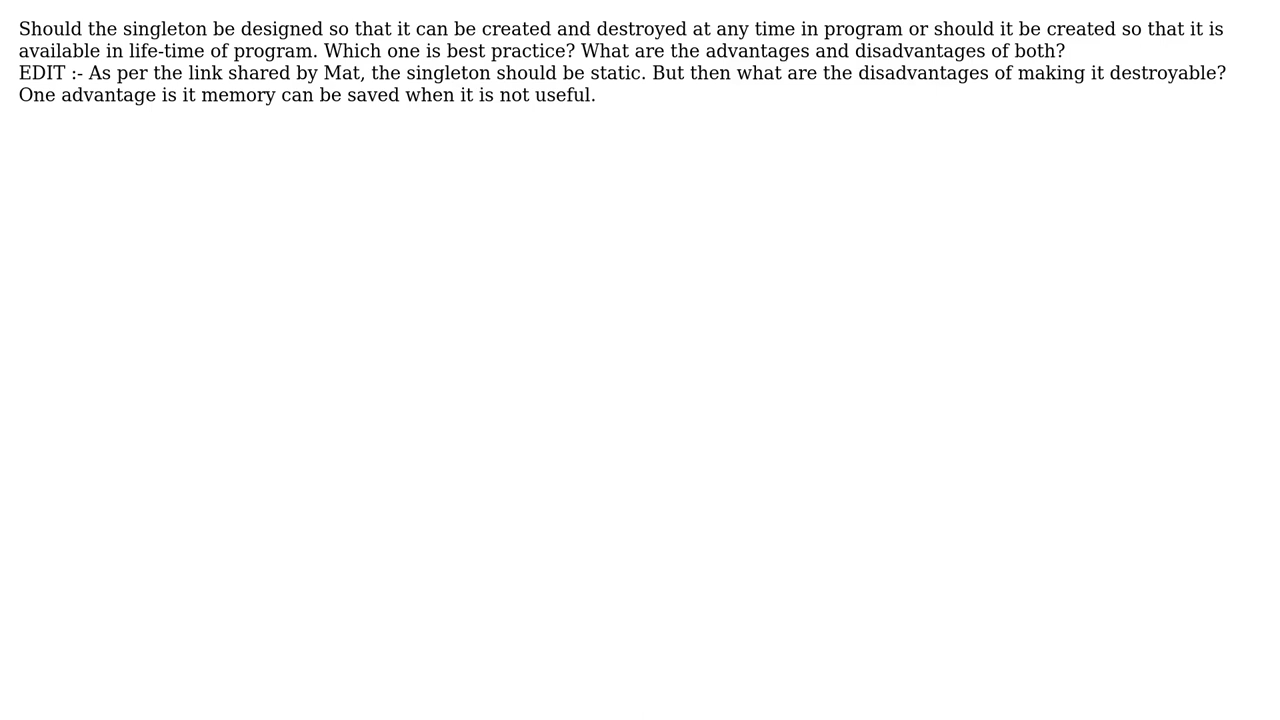 Should the singleton be designed so that it can be created and destroyed at any time in program or should it be created so that it is
available in life-time of program. Which one is best practice? What are the advantages and disadvantages of both?
EDIT :- As per the link shared by Mat, the singleton should be static. But then what are the disadvantages of making it destroyable?
One advantage is it memory can be saved when it is not useful.